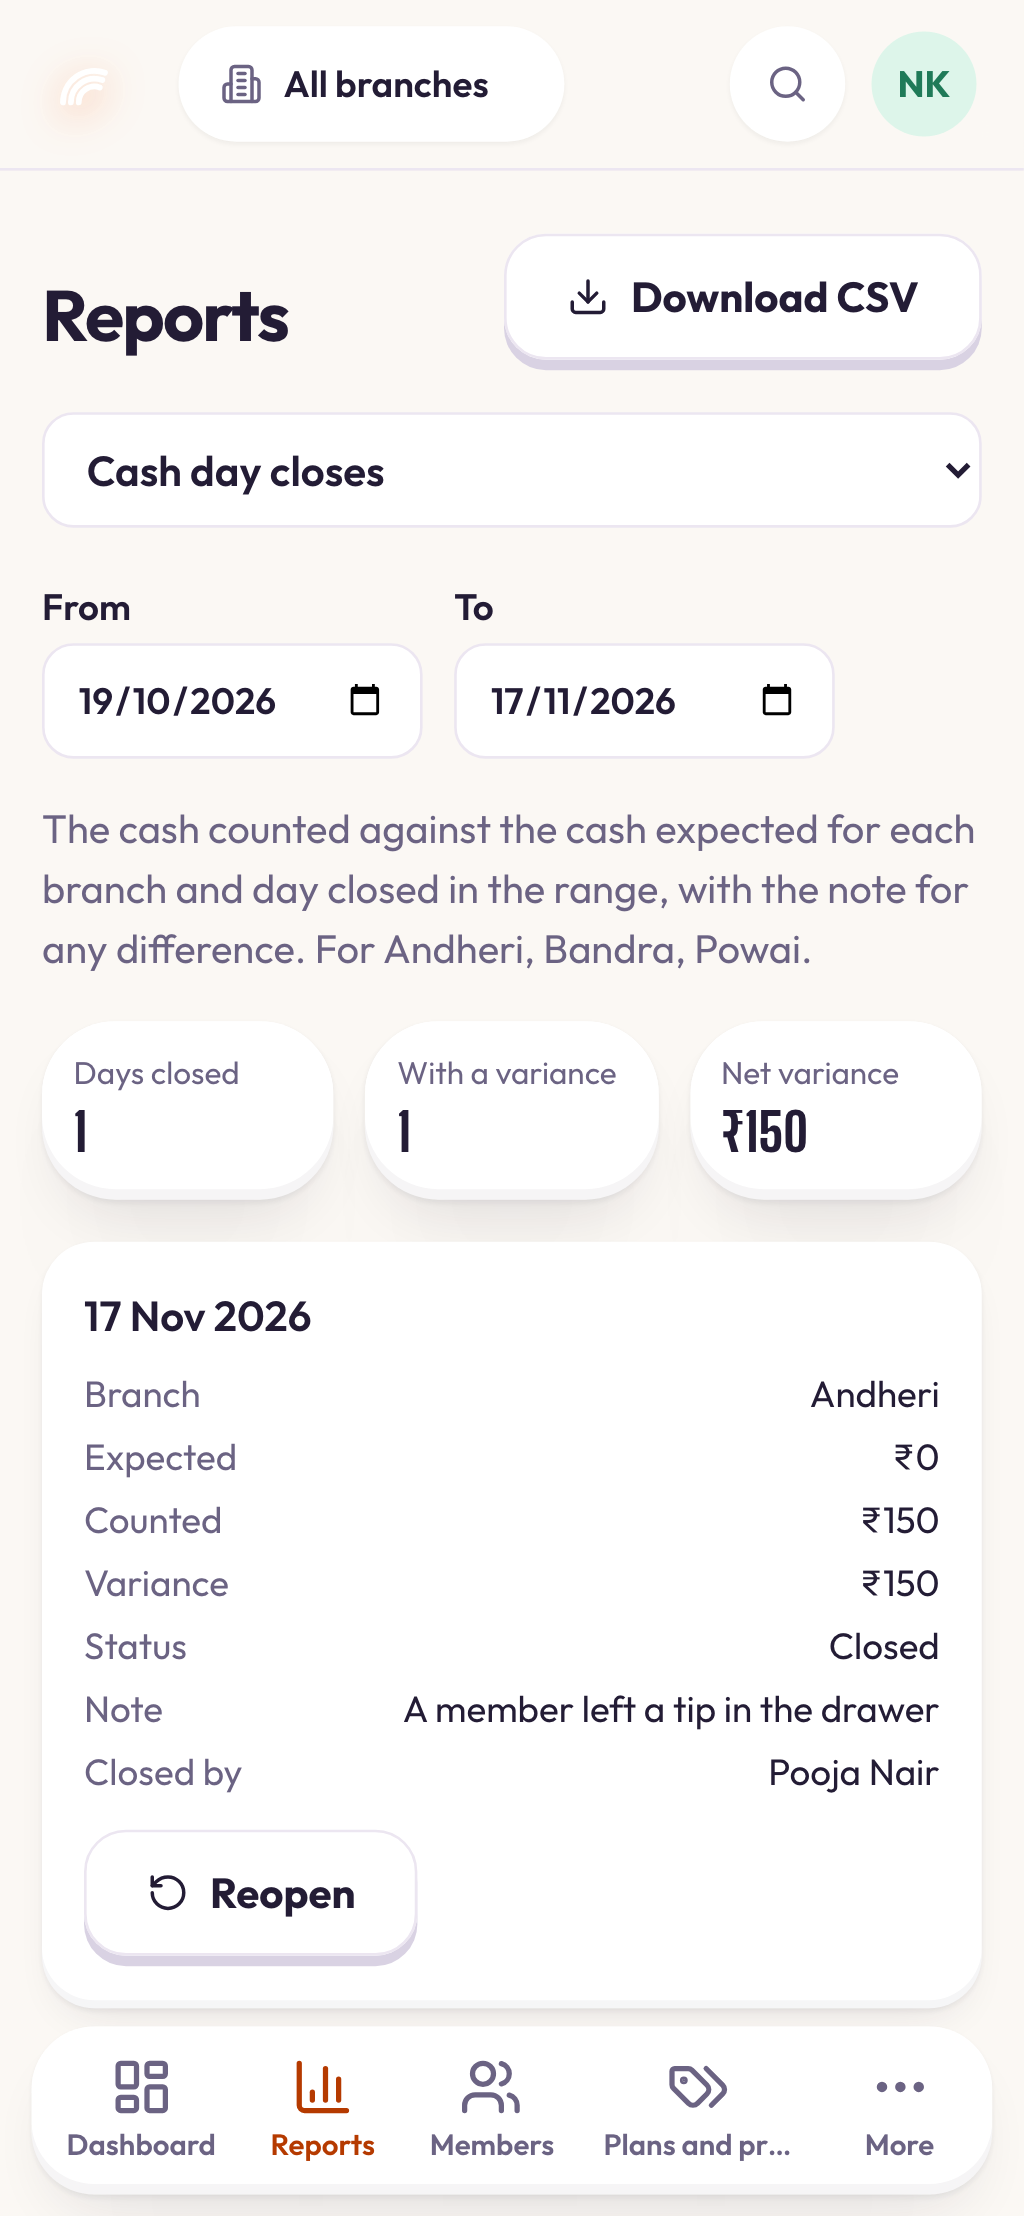 All branches
NK
Reports
Download CSV
Cash day closes
From
To
19/10/2026
17/11/2026
The cash counted against the cash expected for each
branch and day closed in the range, with the note for
any difference. For Andheri, Bandra, Powai.
Days closed
1
With a variance
1
Net variance
₹150
17 Nov 2026
Branch Andheri
Expected ₹0
Counted ₹150
Variance ₹150
Status Closed
Note A member left a tip in the drawer
Closed by Pooja Nair
Reopen
Dashboard
Reports
Members
Plans and pr...
More